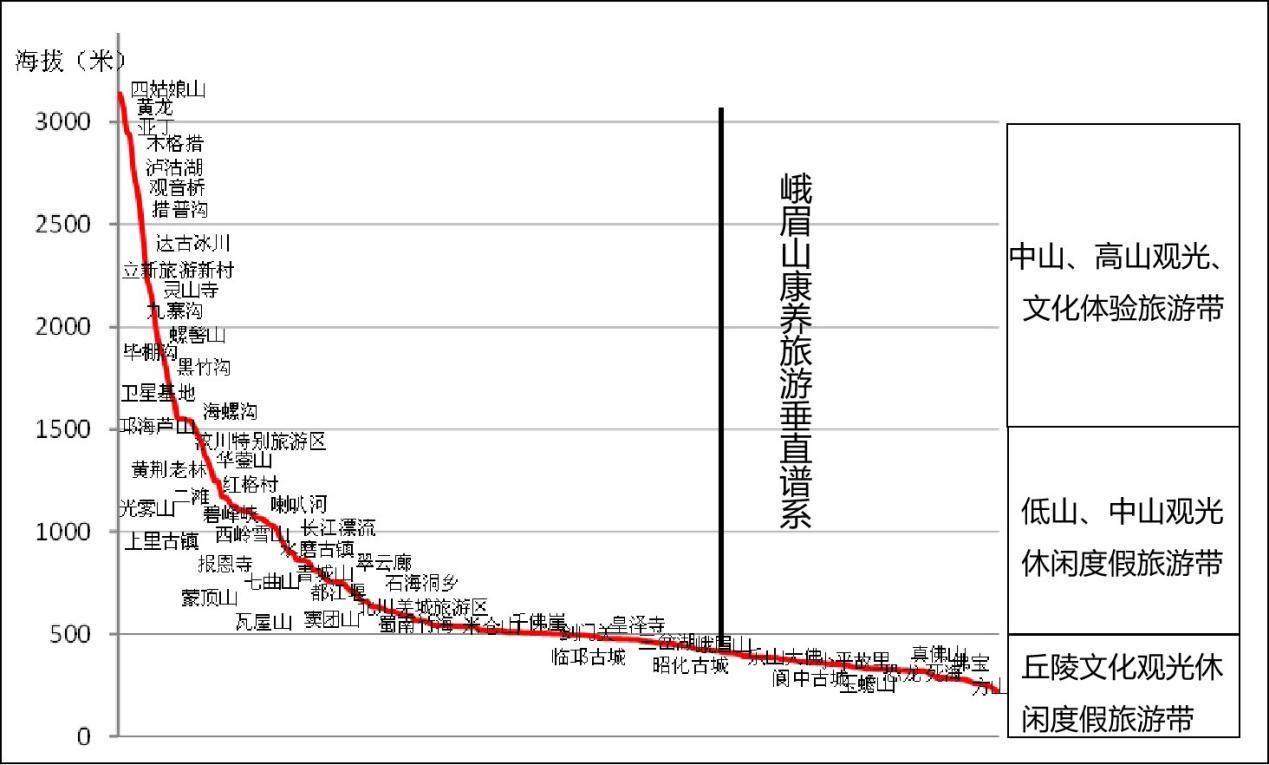 海拔（米）
四姑娘山
黄龙
3000
亚丁
木格措
泸沽湖
观音桥
措普沟
2500
达古冰川
立新旅游新村
灵山寺
九寨沟
2000
螺髻山
毕棚沟
黑竹沟
卫星基地
海螺沟
1500
邛海芦山
汶川特别旅游区
华蓥山
黄荆老林
红格村
二滩
喇叭河
光雾山
碧峰峡
长江漂流
1000
西岭雪山
上里古镇
水磨古镇
报恩寺
翠云廊
青城山
七曲山
石海洞乡
都江堰
蒙顶山
北川羌城旅游区
瓦屋山
窦团山
蜀南竹海
米仓山
千佛崖
500
剑门关
皇泽寺
三岔湖
峨眉山
临邛古城
昭化古城
乐山大佛
小平故里
真佛山
佛宝
阆中古城
玉蟾山
恐龙
方山
0
峨眉山康养旅游垂直谱系
中山、高山观光、
文化体验旅游带
低山、中山观光
休闲度假旅游带
丘陵文化观光休
闲度假旅游带